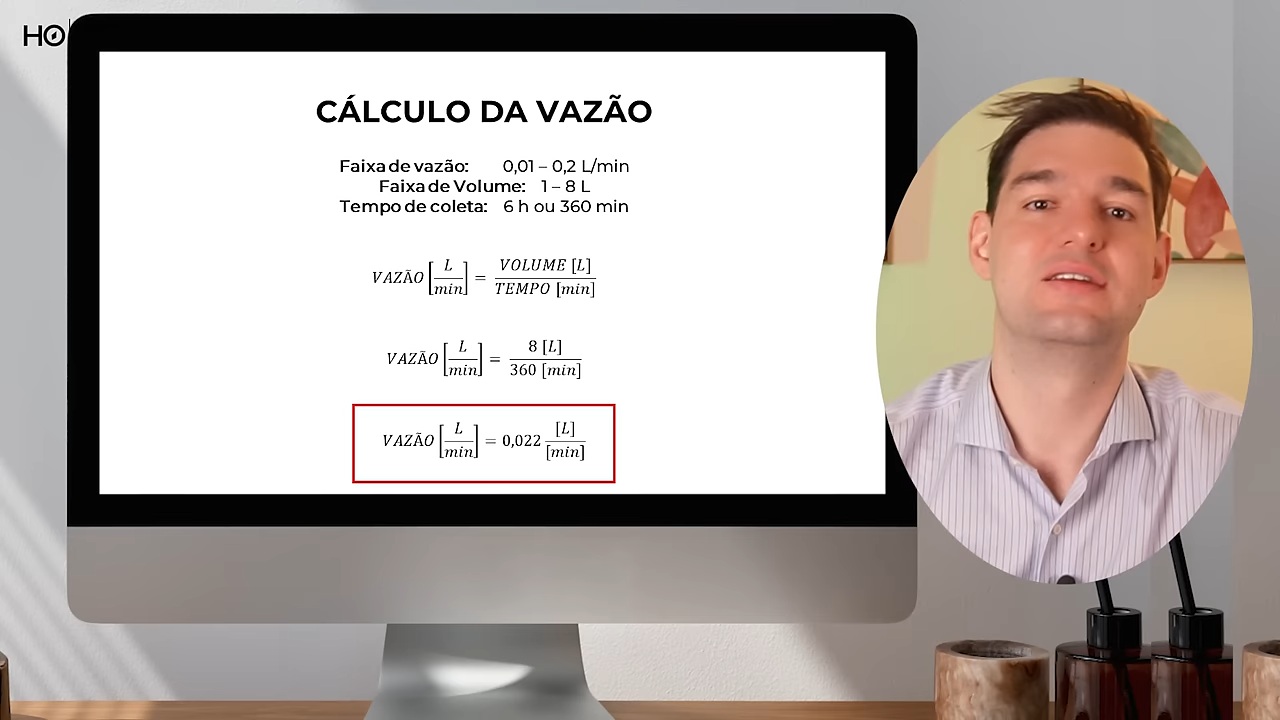 HO
CÁLCULO DA VAZÃO
Faixa de vazão: 0,01 – 0,2 L/min
Faixa de Volume: 1 – 8 L
Tempo de coleta: 6 h ou 360 min
VAZÃO [L/min] = VOLUME [L] / TEMPO [min]
VAZÃO [L/min] = 8 [L] / 360 [min]
VAZÃO [L/min] = 0,022 [L] / [min]